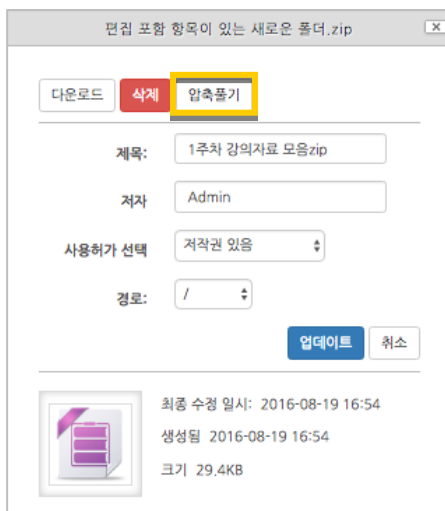 편집 포함 항목이 있는 새로운 폴더.zip
다운로드 삭제 압축풀기
제목: 1주차 강의자료 모음zip
저자 Admin
사용허가 선택 저작권 있음
경로: /
업데이트 취소
최종 수정 일시: 2016-08-19 16:54
생성됨 2016-08-19 16:54
크기 29.4KB